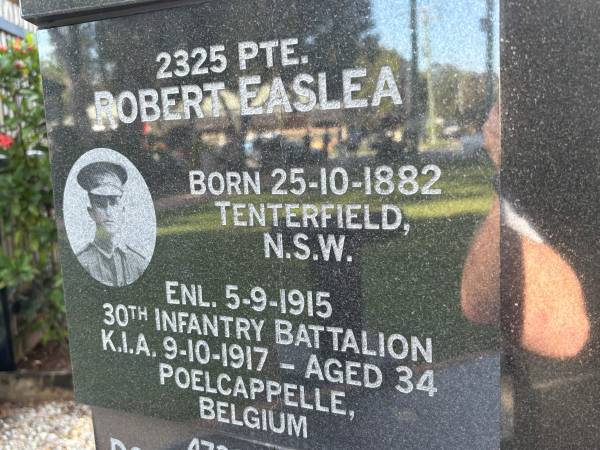 2325 PTE.
ROBERT EASLEA
BORN 25-10-1882
TENTERFIELD,
N.S.W.
ENL. 5-9-1915
30TH INFANTRY BATTALION
K.I.A. 9-10-1917 - AGED 34
POELCAPPELLE,
BELGIUM